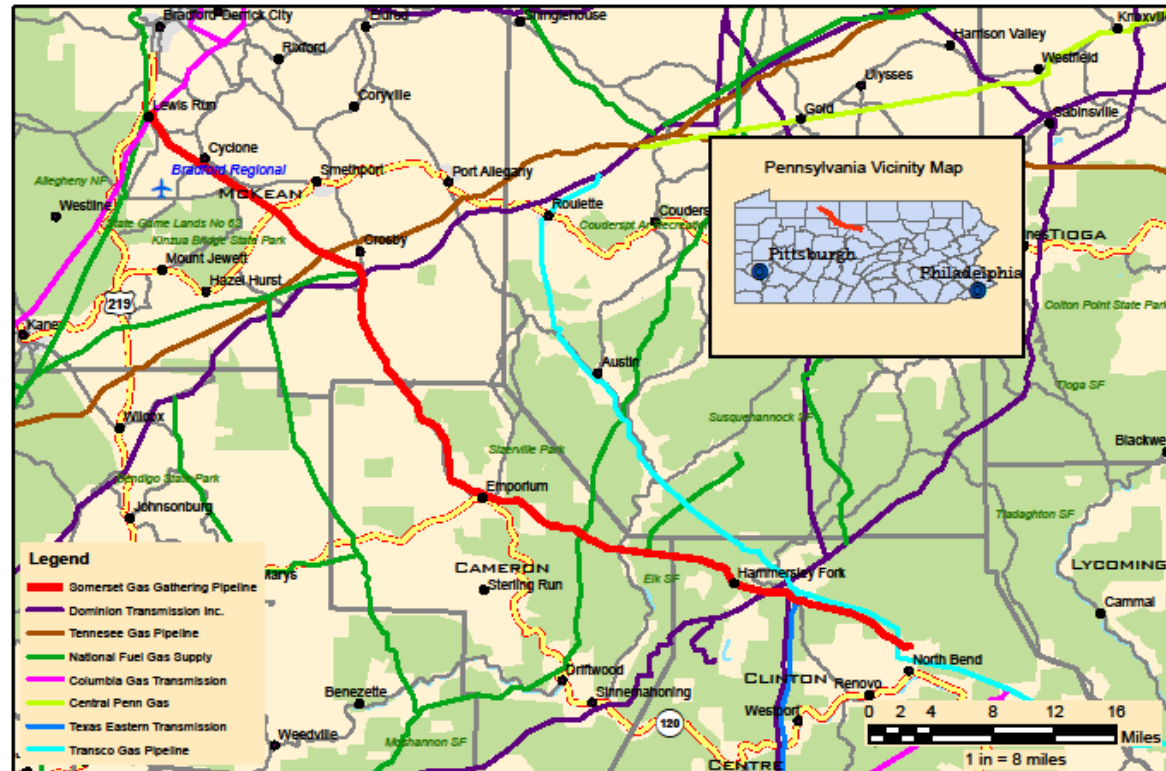 Bradford Derrick City
Eldred
Shinglehouse
Knoxville
Rixford
Harrison Valley
Westfield
Coryville
Ulysses
Lewis Run
Gold
Sabinsville
Cyclone
Bradford Regional
Smethport
Port Allegany
Allegheny NF
McKean
Westline
State Game Lands No 62
Kinzua Bridge State Park
Roulette
Crosby
Mount Jewett
Hazel Hurst
219
Kane
Pennsylvania Vicinity Map
Pittsburgh
Philadelphia
Tioga
Colton Point State Park
Austin
Tioga SF
Susquehannock SF
Wilcox
Sizerville Park
Bendigo State Park
Emporium
Johnsonburg
Tiadaghton SF
Legend
Somerset Gas Gathering Pipeline
Dominion Transmission Inc.
Tennesee Gas Pipeline
National Fuel Gas Supply
Columbia Gas Transmission
Central Penn Gas
Texas Eastern Transmission
Transco Gas Pipeline
Marys
Cameron
Sterling Run
Elk SF
Hammersley Fork
Lycoming
Cammal
Driftwood
Sinnemahoning
Benezette
Weedville
Moshannon SF
120
Clinton
North Bend
Renovo
Westport
Centre
0 2 4 8 12 16
Miles
1 in = 8 miles